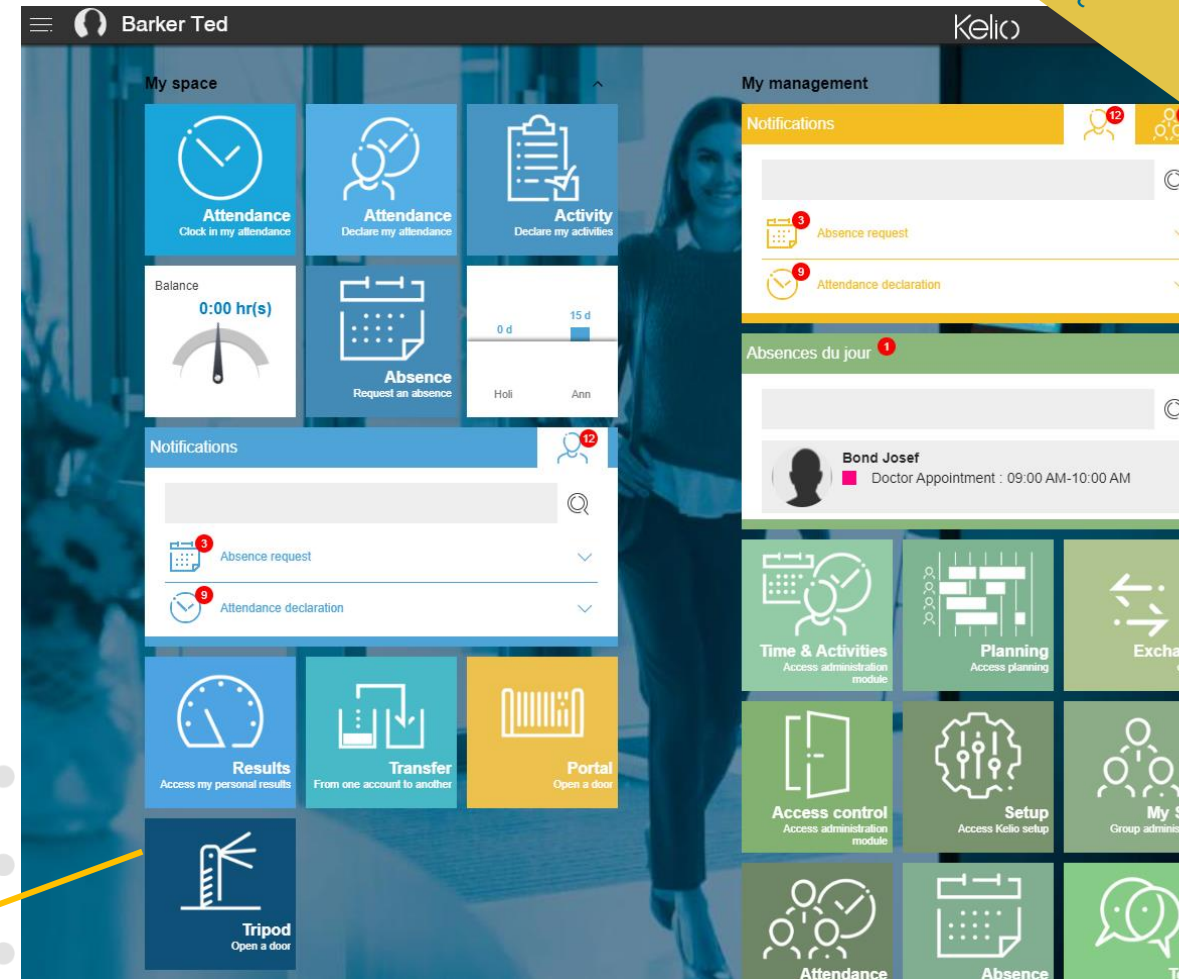 Barker Ted
Kelio
My space
Attendance
Clock in my attendance
Attendance
Declare my attendance
Activity
Declare my activities
Balance
0:00 hr(s)
Absence
Request an absence
0 d
15 d
Holi
Ann
Notifications
12
3
Absence request
9
Attendance declaration
Results
Access my personal results
Transfer
From one account to another
Portal
Open a door
Tripod
Open a door
My management
Notifications
12
3
Absence request
9
Attendance declaration
Absences du jour 1
Bond Josef
Doctor Appointment : 09:00 AM-10:00 AM
Time & Activities
Access administration
module
Planning
Access planning
Access control
Access administration
module
Setup
Access Kelio setup
My
Attendance
Absence